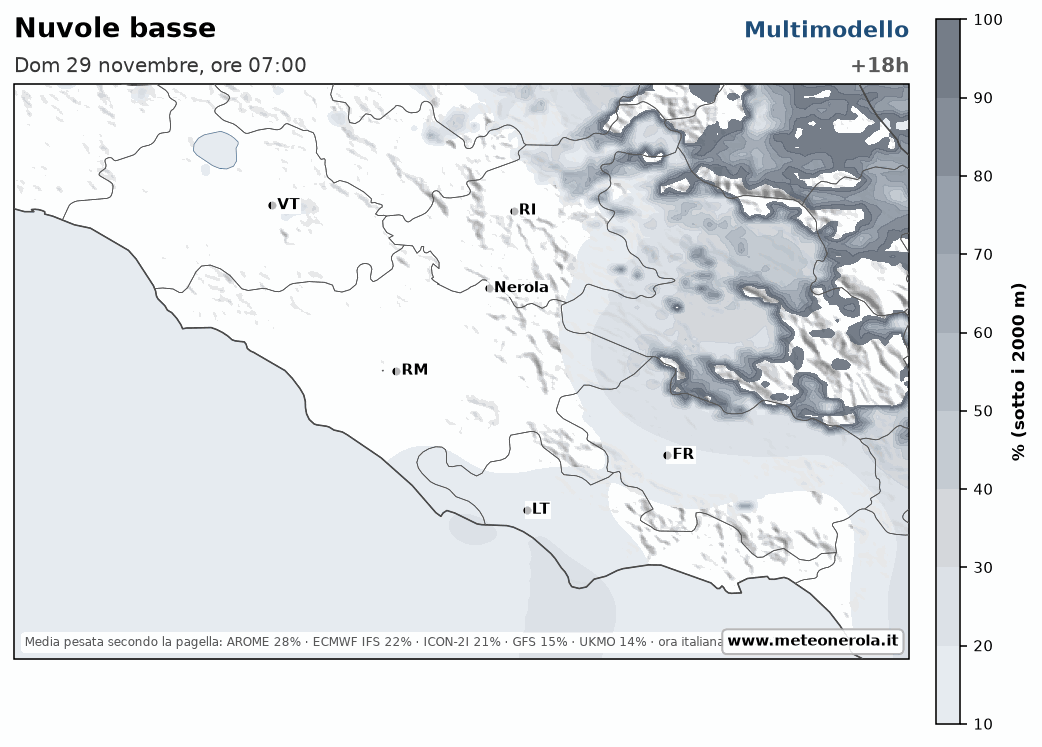 Nuvole basse
Multimodello
Dom 29 novembre, ore 07:00
+18h
VT
RI
Nerola
RM
FR
LT
Media pesata secondo la pagella: AROME 28% · ECMWF IFS 22% · ICON-2I 21% · GFS 15% · UKMO 14% · ora italiana
www.meteonerola.it
100
90
80
70
60
50
40
30
20
10
% (sotto i 2000 m)